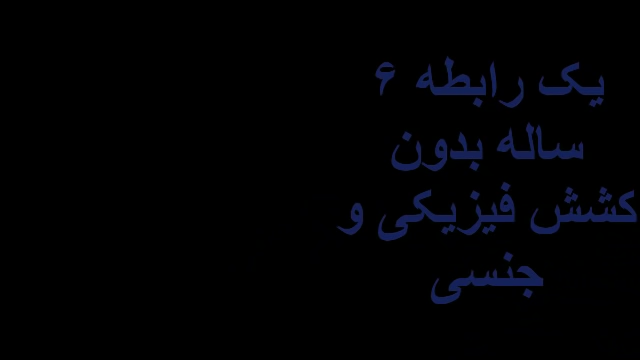 یک رابطه ۶
ساله بدون
کشش فیزیکی و
جنسی